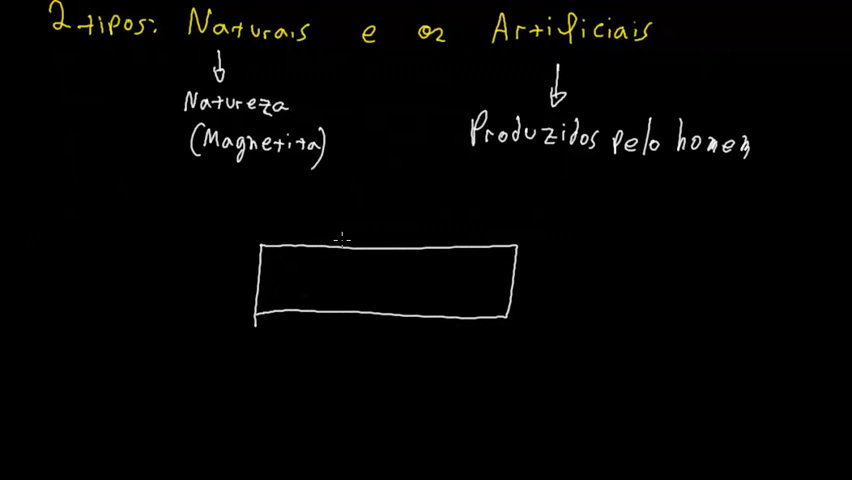 2 tipos: Naturais e os Artificiais
Natureza
(Magnetita)
Produzidos pelo homem